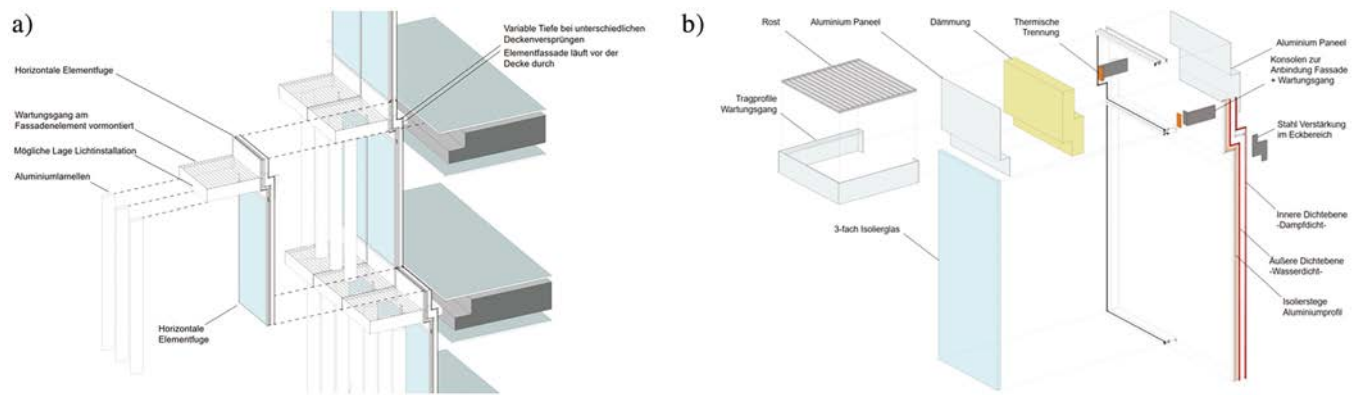 a)
Variable Tiefe bei unterschiedlichen
Deckenversprüngen
Elementfassade läuft vor der
Decke durch
Horizontale Elementfuge
Wartungsgang am
Fassadenelement vormontiert
Mögliche Lage Lichtinstallation
Aluminiumlamellen
Horizontale
Elementfuge
b)
Rost
Aluminium Paneel
Dämmung
Thermische
Trennung
Aluminium Paneel
Konsolen zur
Anbindung Fassade
+ Wartungsgang
Tragprofile
Wartungsgang
Stahl Verstärkung
im Eckbereich
3-fach Isolierglas
Innere Dichtebene
-Dampfdicht-
Äußere Dichtebene
-Wasserdicht-
Isolierstege
Aluminiumprofil